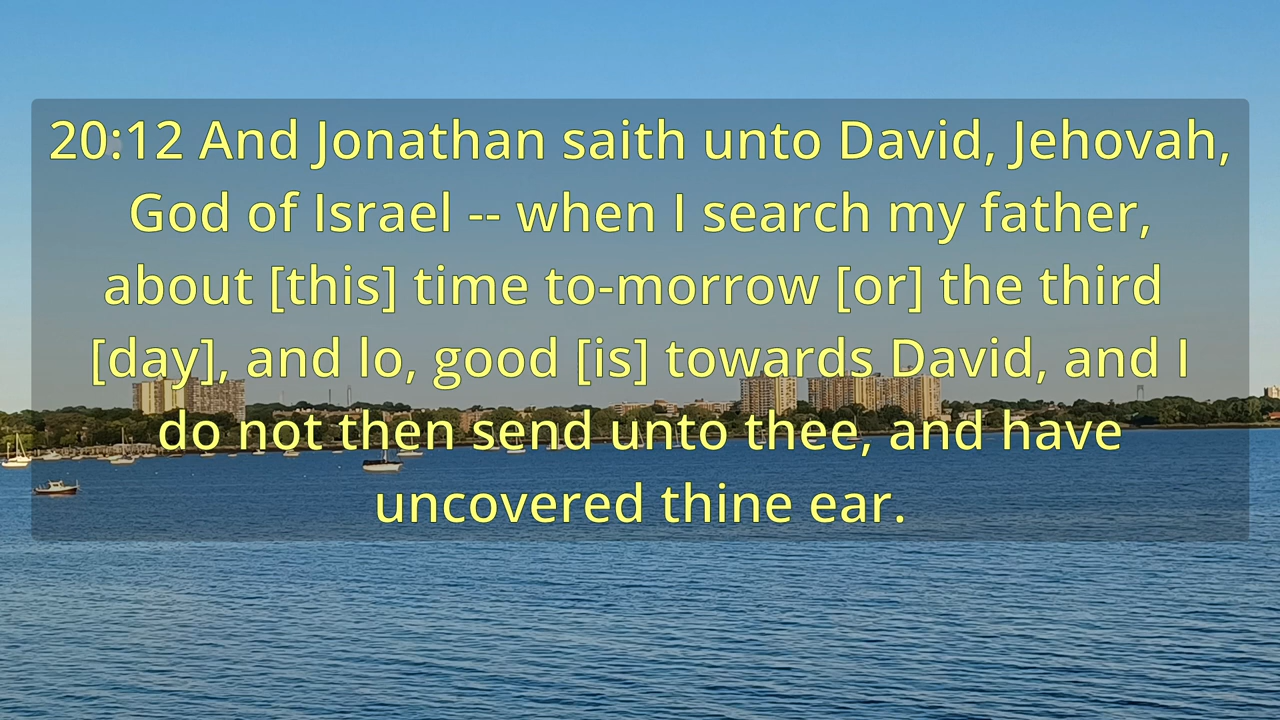 20:12 And Jonathan saith unto David, Jehovah,
God of Israel -- when I search my father,
about [this] time to-morrow [or] the third
[day], and lo, good [is] towards David, and I
do not then send unto thee, and have
uncovered thine ear.